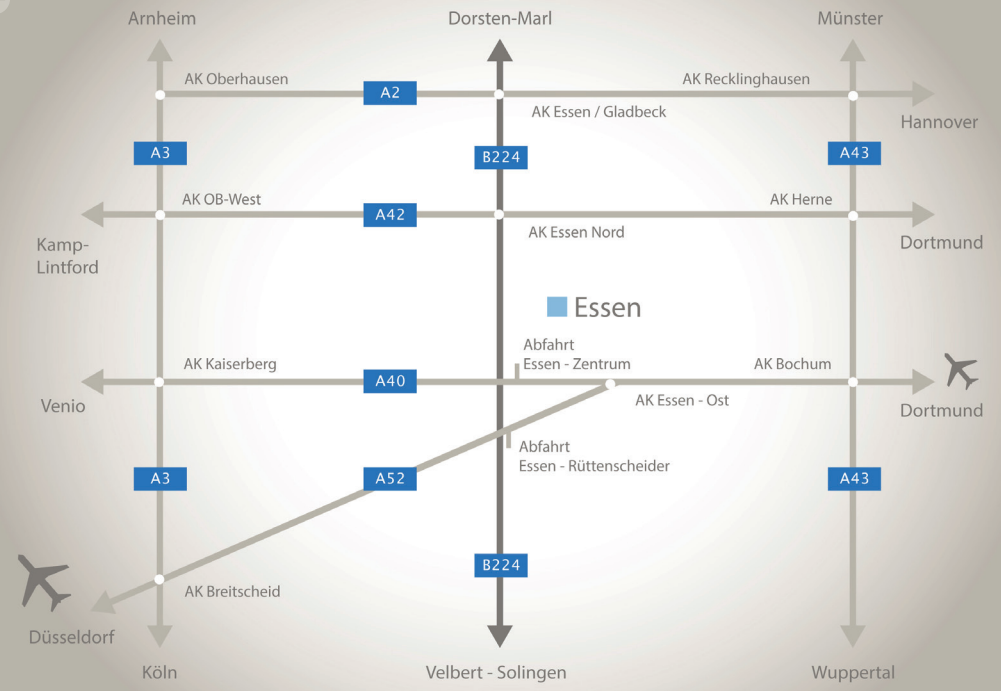 Arnheim
Dorsten-Marl
Münster
AK Oberhausen
A2
AK Recklinghausen
AK Essen / Gladbeck
Hannover
A3
B224
A43
AK OB-West
A42
AK Herne
AK Essen Nord
Kamp-
Lintford
Dortmund
Essen
Abfahrt
Essen - Zentrum
AK Kaiserberg
A40
AK Bochum
Venio
AK Essen - Ost
Dortmund
Abfahrt
Essen - Rüttenscheider
A3
A52
A43
B224
AK Breitscheid
Düsseldorf
Köln
Velbert - Solingen
Wuppertal